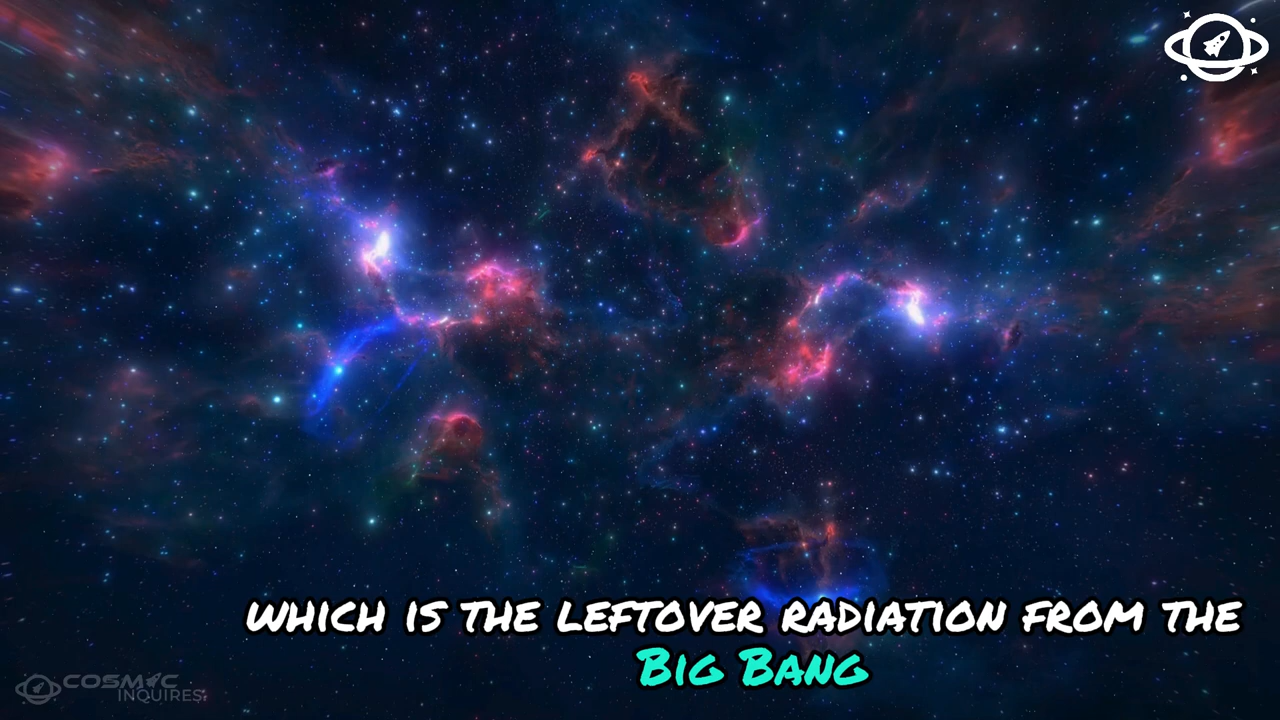 which is the leftover radiation from the
Big Bang
COSMIC
INQUIRES